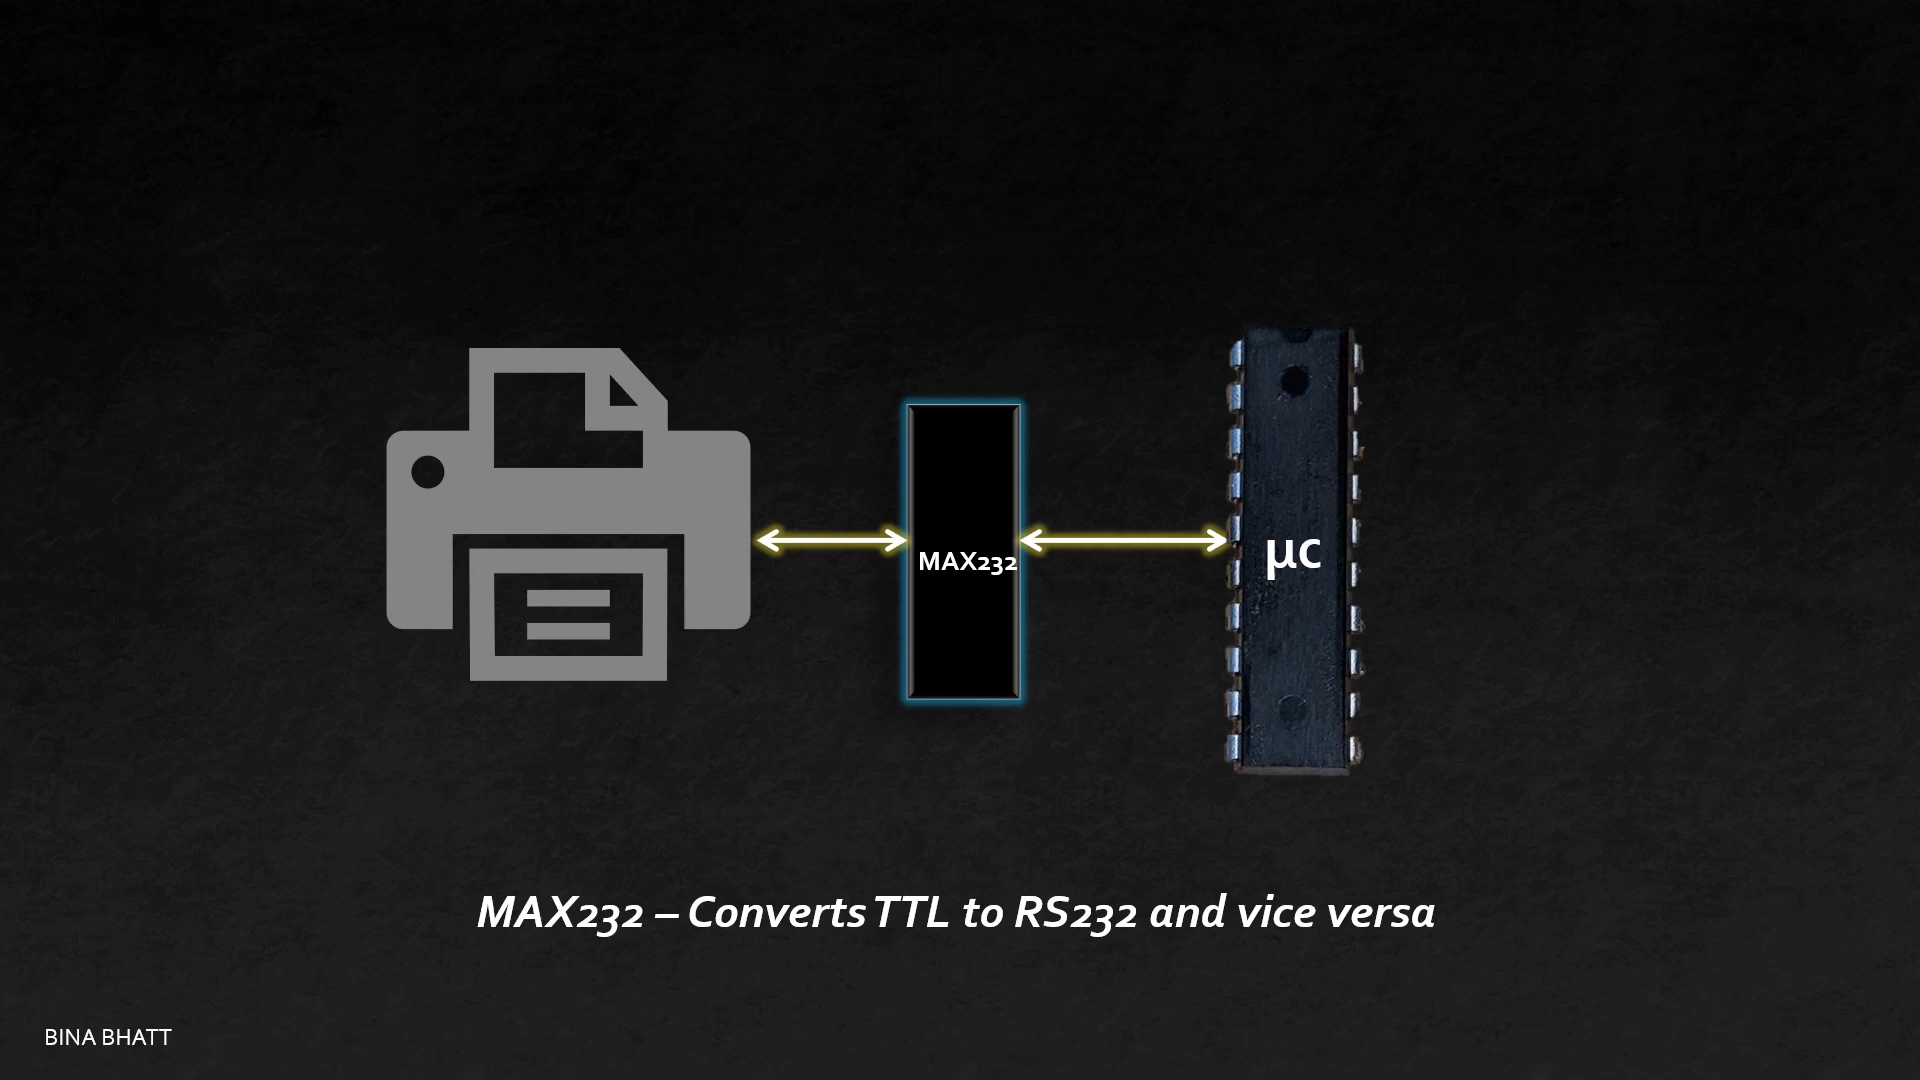 MAX232
µc
MAX232 – Converts TTL to RS232 and vice versa
BINA BHATT